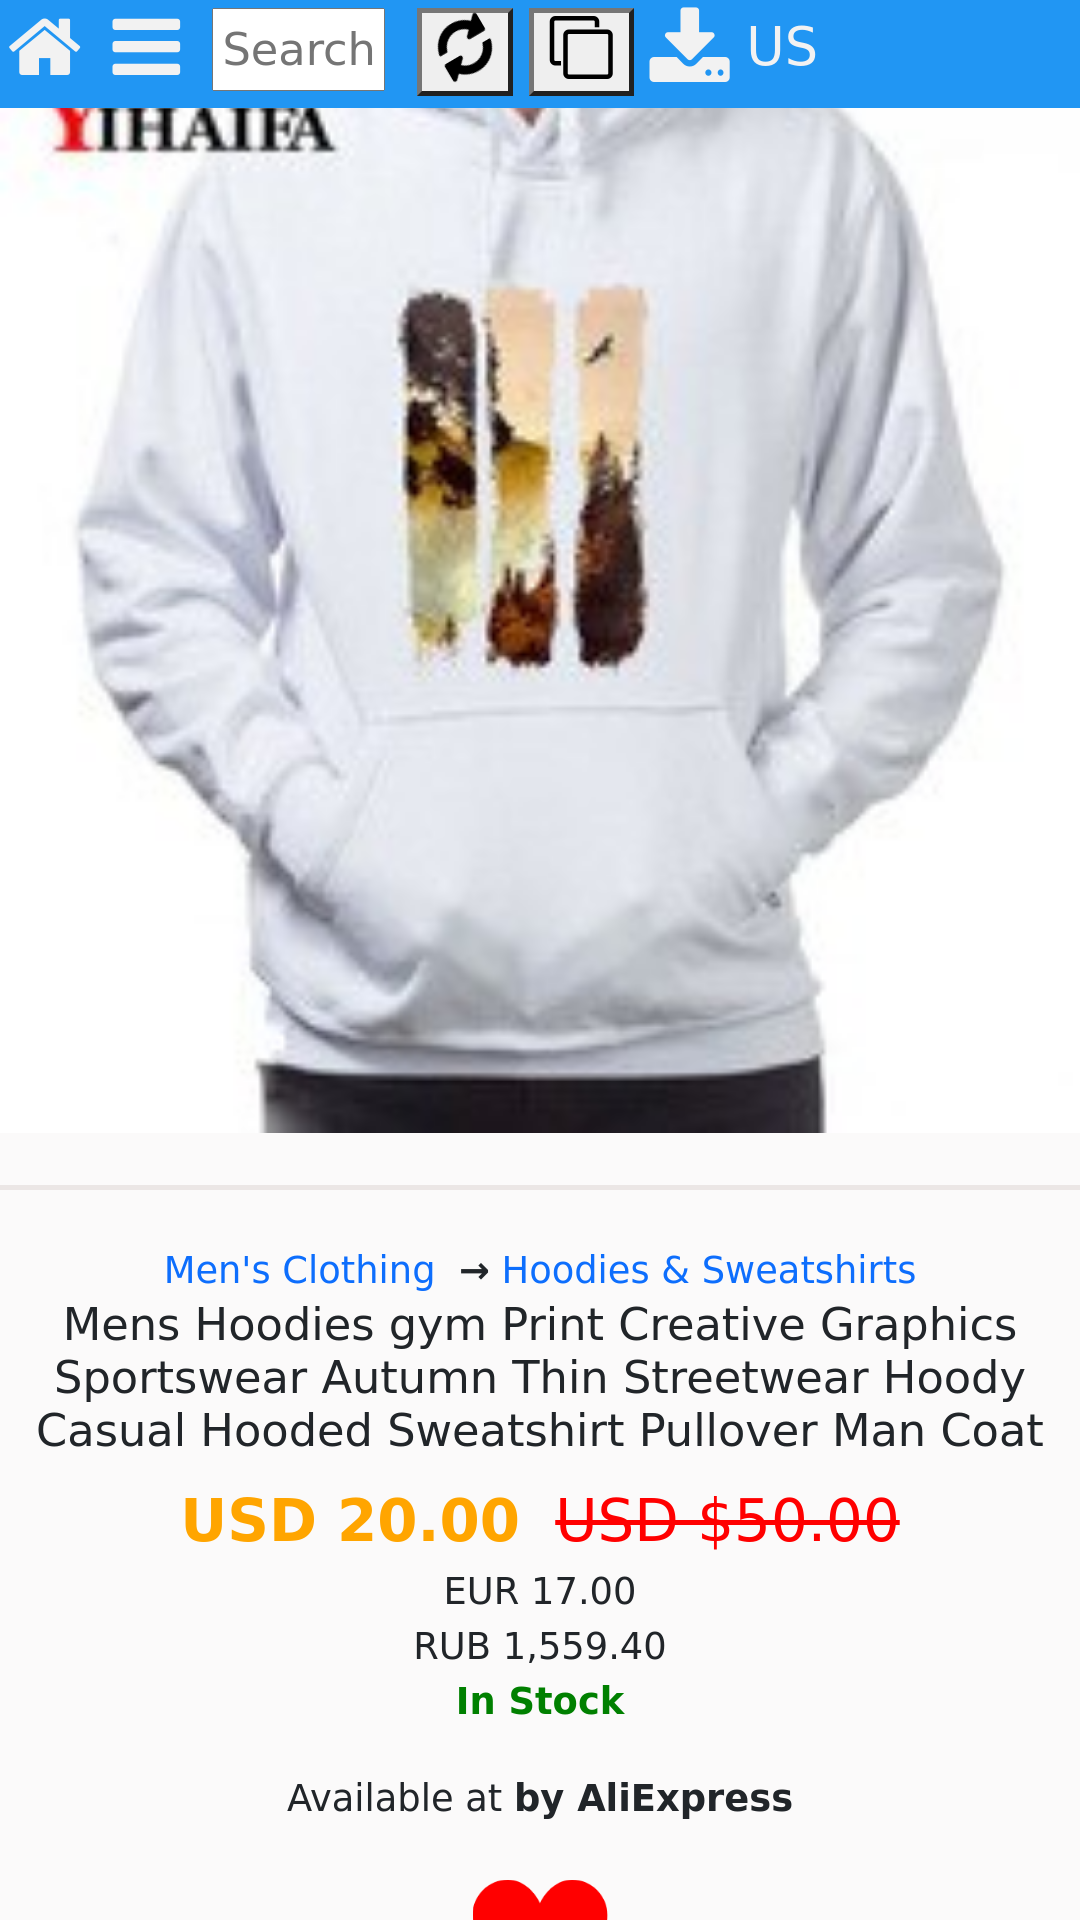 Search
US
YIHAIFA
Men's Clothing → Hoodies & Sweatshirts
Mens Hoodies gym Print Creative Graphics
Sportswear Autumn Thin Streetwear Hoody
Casual Hooded Sweatshirt Pullover Man Coat
USD 20.00 USD $50.00
EUR 17.00
RUB 1,559.40
In Stock
Available at by AliExpress